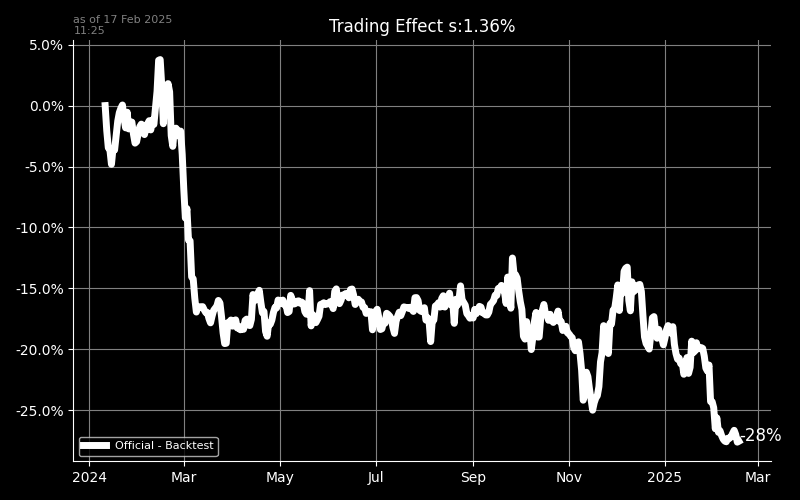 as of 17 Feb 2025
11:25
Trading Effect s:1.36%
5.0%
0.0%
-5.0%
-10.0%
-15.0%
-20.0%
-25.0%
-28%
Official - Backtest
2024 Mar May Jul Sep Nov 2025 Mar